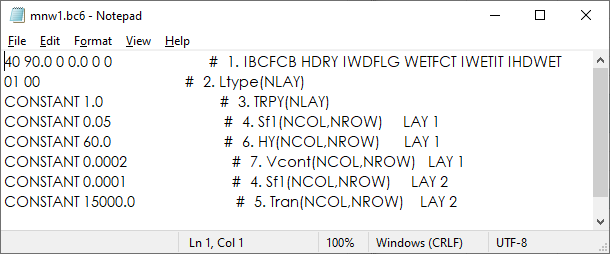 mnw1.bc6 - Notepad
File Edit Format View Help
40 90.0 0 0.0 0 0 # 1. IBCFCB HDRY IWDFLG WETFCT IWETIT IHDWET
01 00 # 2. Ltype(NLAY)
CONSTANT 1.0 # 3. TRPY(NLAY)
CONSTANT 0.05 # 4. Sf1(NCOL,NROW) LAY 1
CONSTANT 60.0 # 6. HY(NCOL,NROW) LAY 1
CONSTANT 0.0002 # 7. Vcont(NCOL,NROW) LAY 1
CONSTANT 0.0001 # 4. Sf1(NCOL,NROW) LAY 2
CONSTANT 15000.0 # 5. Tran(NCOL,NROW) LAY 2
Ln 1, Col 1 100% Windows (CRLF) UTF-8